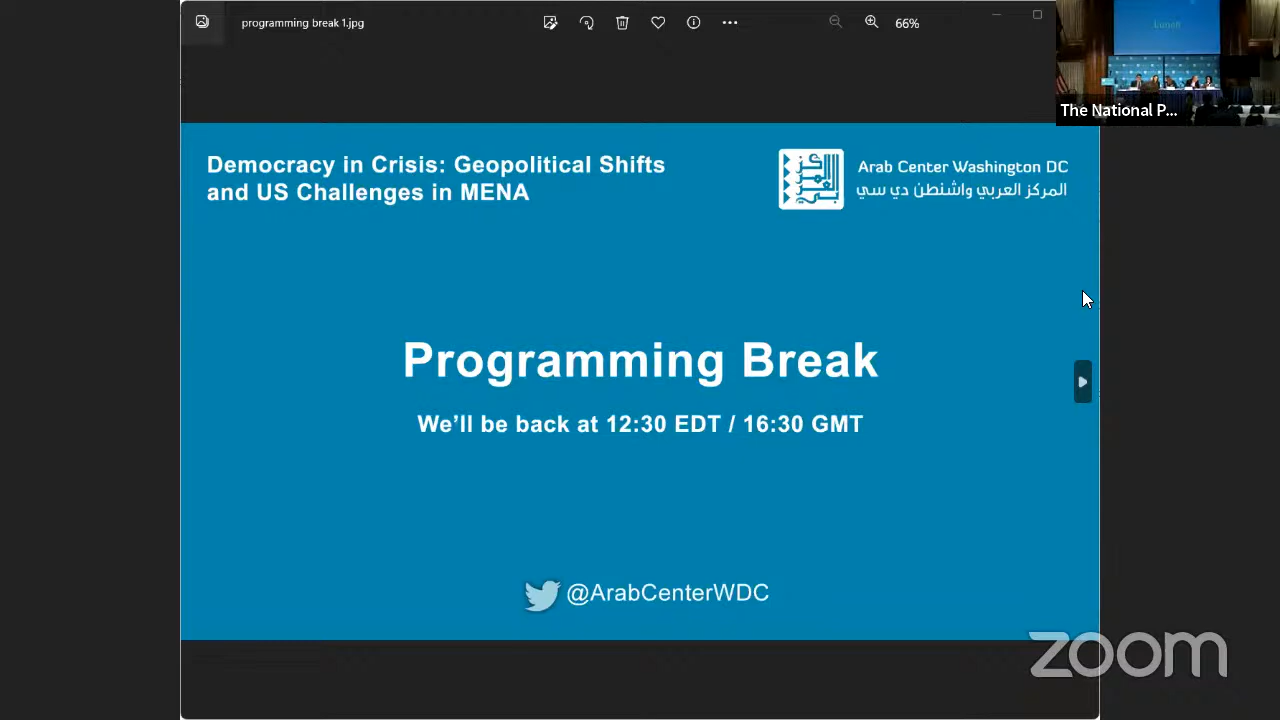 programming break 1.jpg
66%
Lunch
The National P...
Democracy in Crisis: Geopolitical Shifts
and US Challenges in MENA
Arab Center Washington DC
المركز العربي واشنطن دي سي
Programming Break
We'll be back at 12:30 EDT / 16:30 GMT
@ArabCenterWDC
zoom